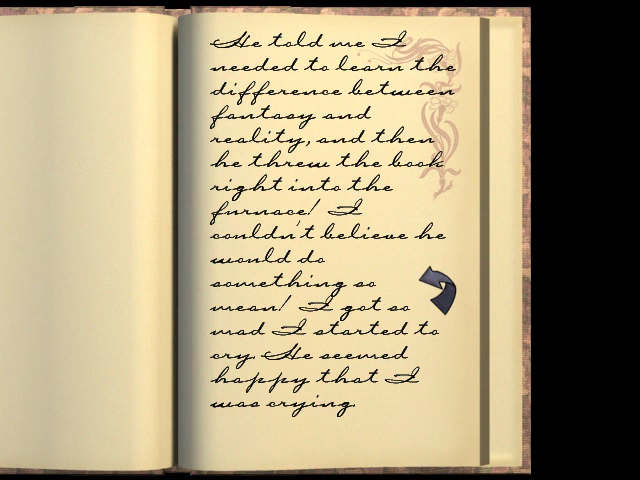 He told me I
needed to learn the
difference between
fantasy and
reality, and then
he threw the book
right into the
furnace! I
couldn't believe he
would do
something so
mean! I got so
mad I started to
cry. He seemed
happy that I
was crying.